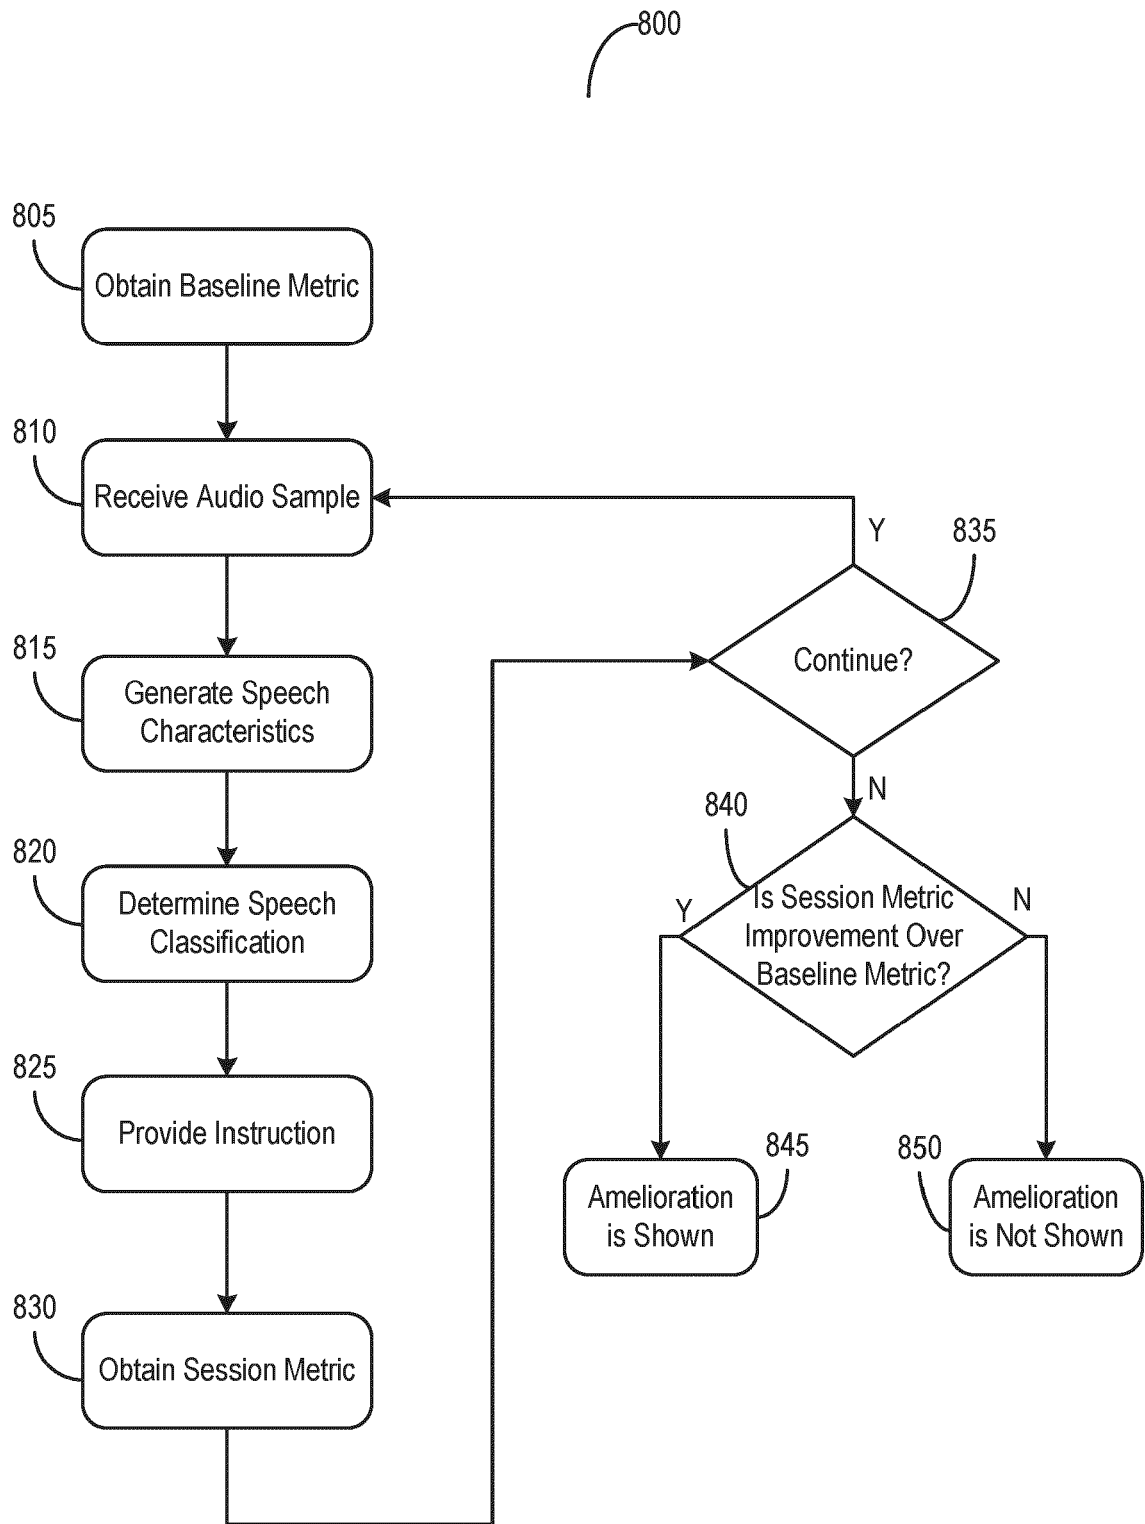 800
805
Obtain Baseline Metric
810
Receive Audio Sample
Y
835
815
Generate Speech
Characteristics
Continue?
N
840
820
Determine Speech
Classification
Y
Is Session Metric
Improvement Over
Baseline Metric?
N
825
Provide Instruction
845
Amelioration
is Shown
850
Amelioration
is Not Shown
830
Obtain Session Metric